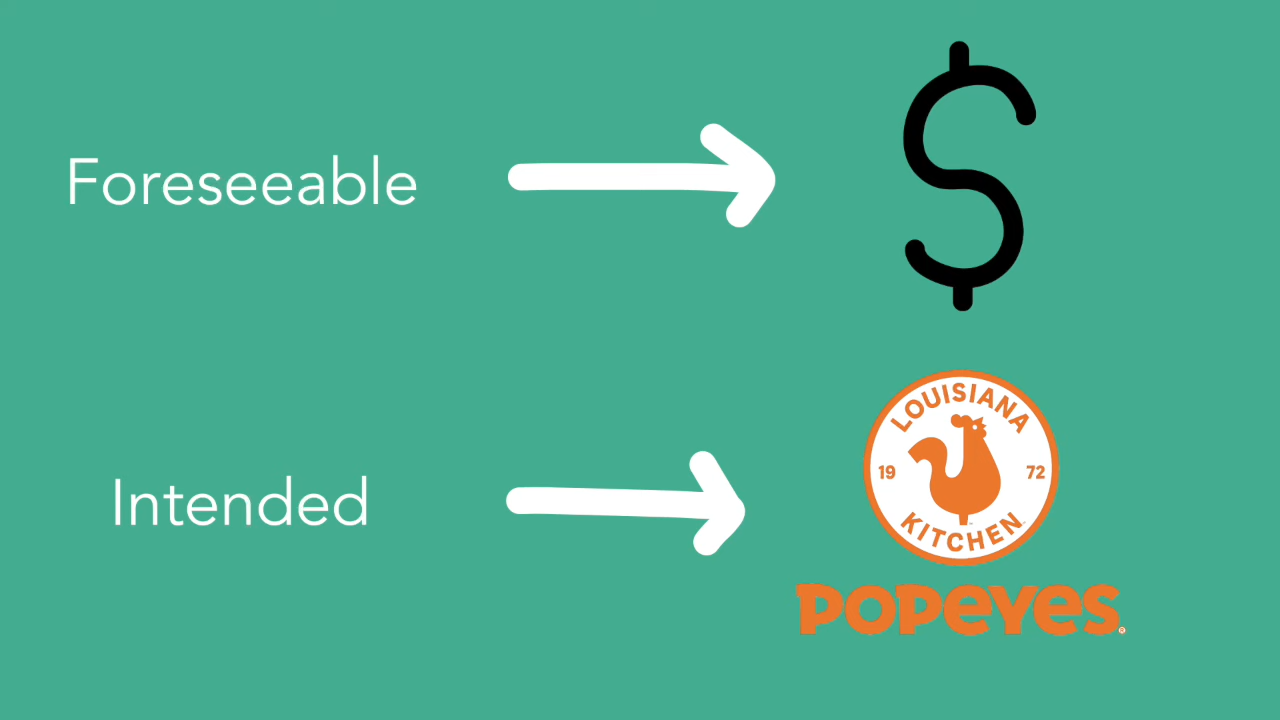 Foreseeable
$
Intended
LOUISIANA
19 72
KITCHEN
POPEYES®